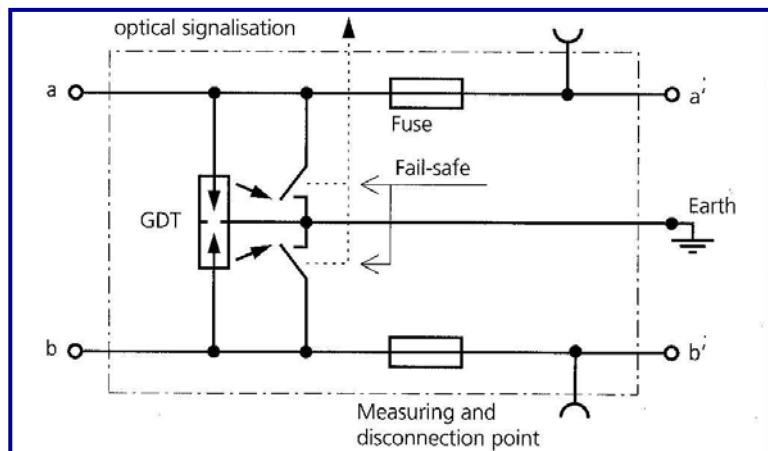 optical signalisation
a
a'
Fuse
Fail-safe
GDT
Earth
b
b'
Measuring and
disconnection point